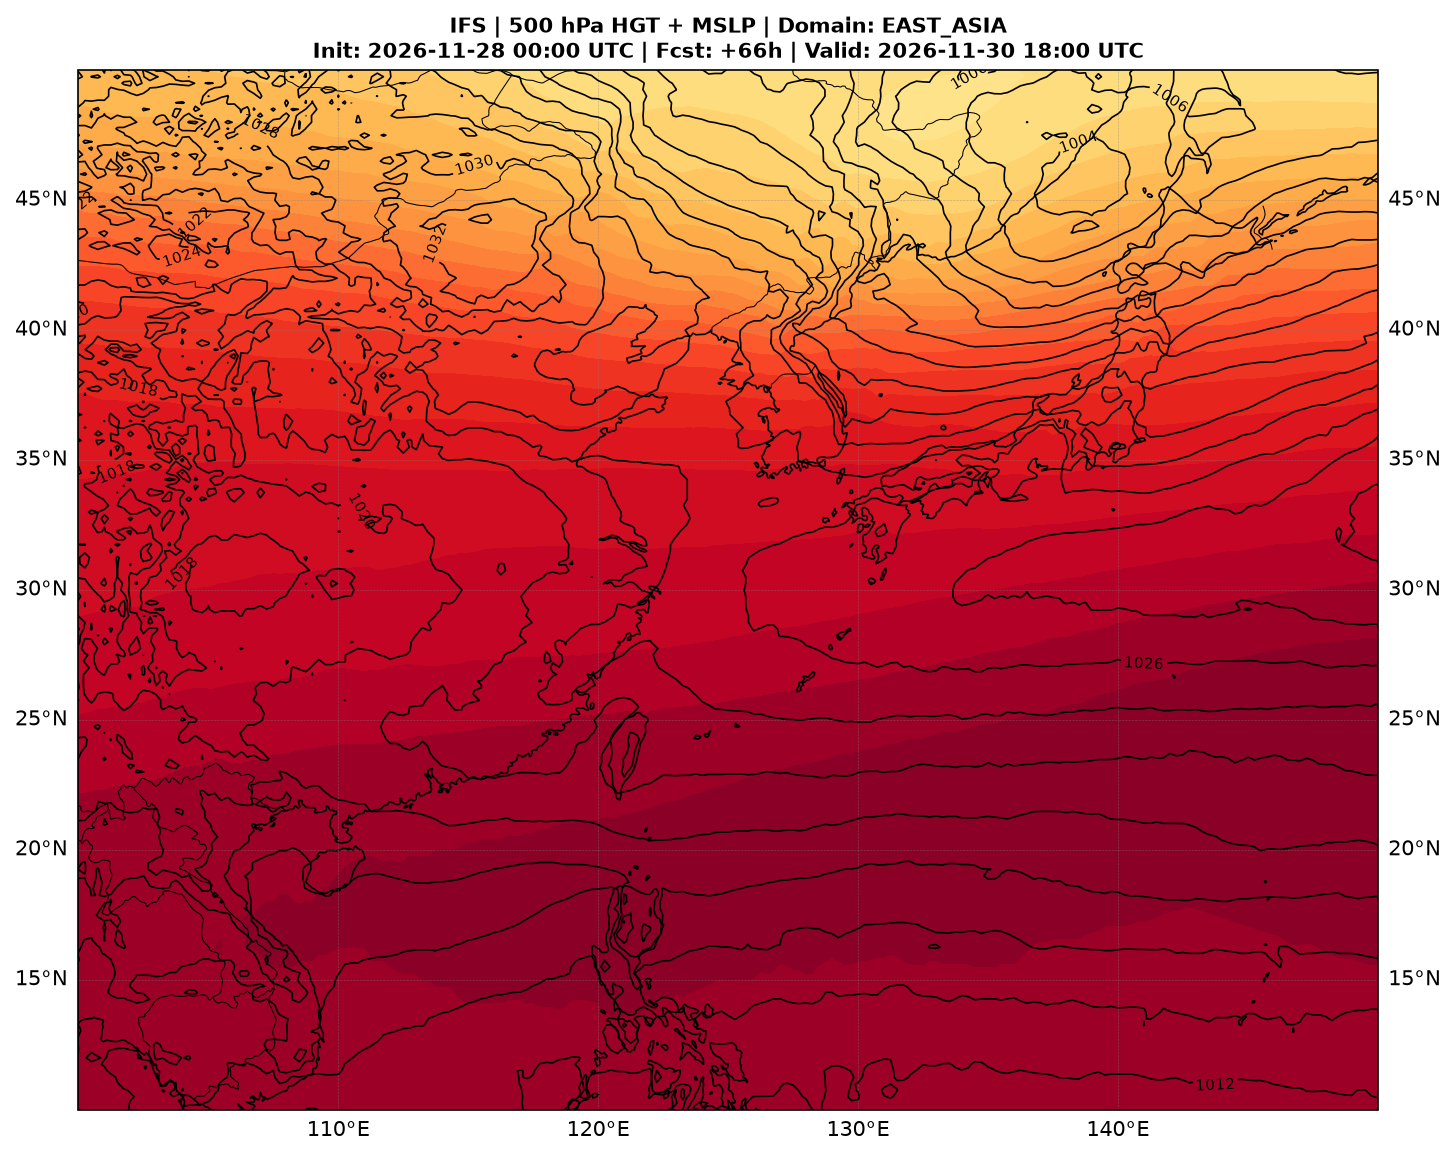 IFS | 500 hPa HGT + MSLP | Domain: EAST_ASIA
Init: 2026-11-28 00:00 UTC | Fcst: +66h | Valid: 2026-11-30 18:00 UTC
1006
1028
1004
1030
45°N
45°N
1022
1032
1024
40°N
40°N
1018
35°N
35°N
1018
1020
1018
30°N
30°N
1026
25°N
25°N
20°N
20°N
15°N
15°N
1012
110°E
120°E
130°E
140°E